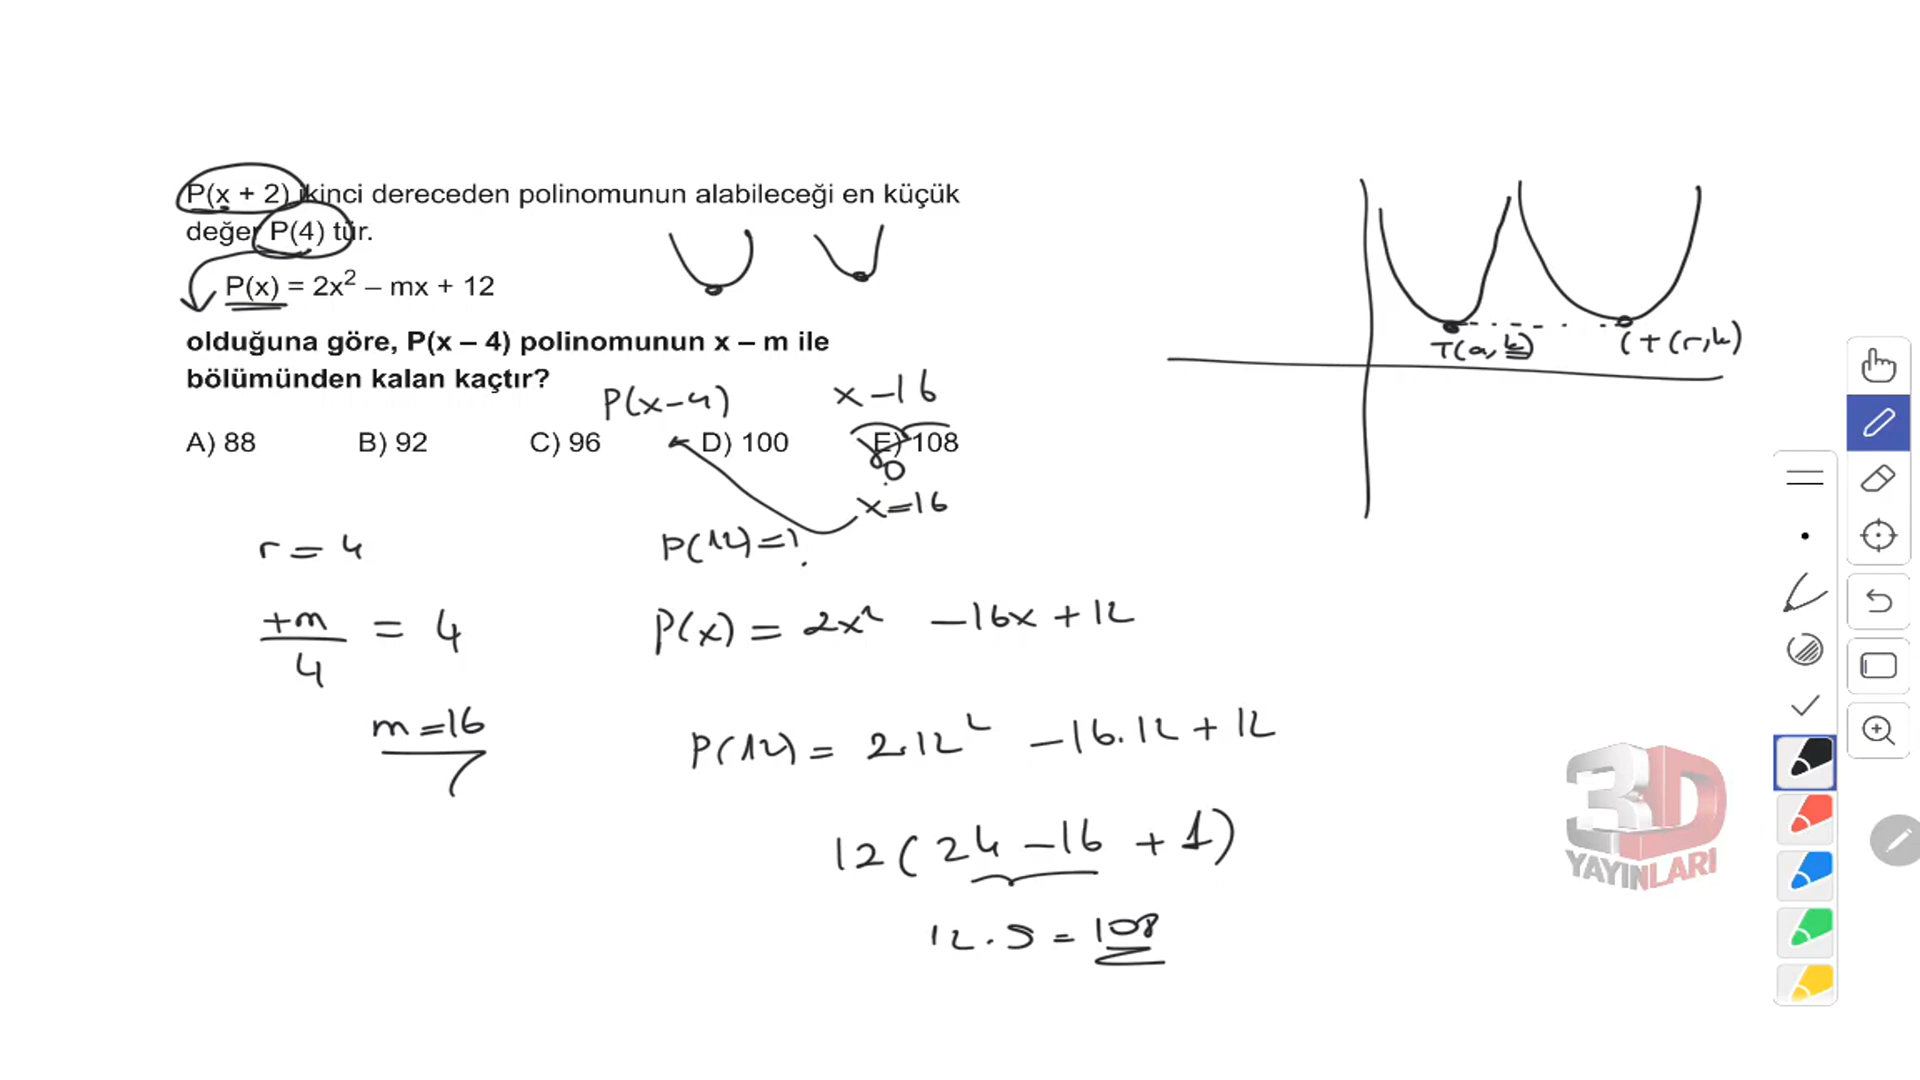 P(x + 2) ikinci dereceden polinomunun alabileceği en küçük
değer P(4) tür.
P(x) = 2x² – mx + 12
olduğuna göre, P(x – 4) polinomunun x – m ile
bölümünden kalan kaçtır?
A) 88 B) 92 C) 96 D) 100 E) 108
T(a, k) (T(r, k)
P(x-4) x-16
0
x=16
r = 4
P(12)=?
+m/4 = 4
m=16
P(x) = 2x² -16x +12
P(12) = 2.12² -16.12 + 12
12(24 -16 + 1)
12.9 = 108
3D
YAYINLARI